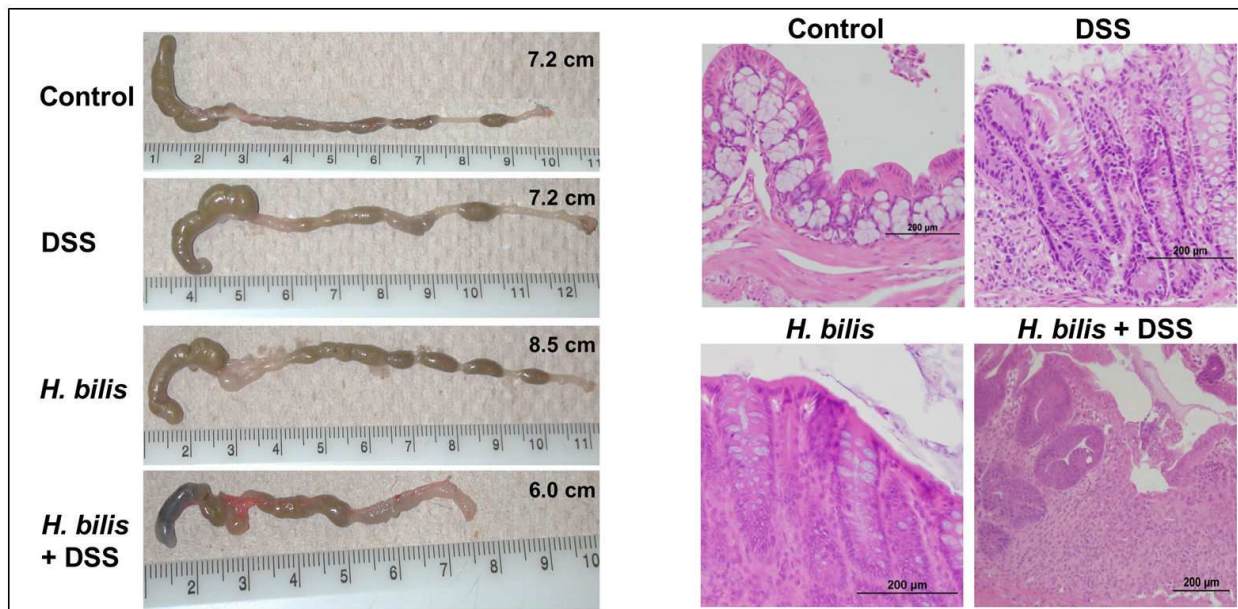 Control
7.2 cm
1 2 3 4 5 6 7 8 9 10 11
DSS
7.2 cm
4 5 6 7 8 9 10 11 12
H. bilis
8.5 cm
2 3 4 5 6 7 8 9 10 11
H. bilis
+ DSS
6.0 cm
2 3 4 5 6 7 8 9 10
Control
200 µm
DSS
200 µm
H. bilis
200 µm
H. bilis + DSS
200 µm